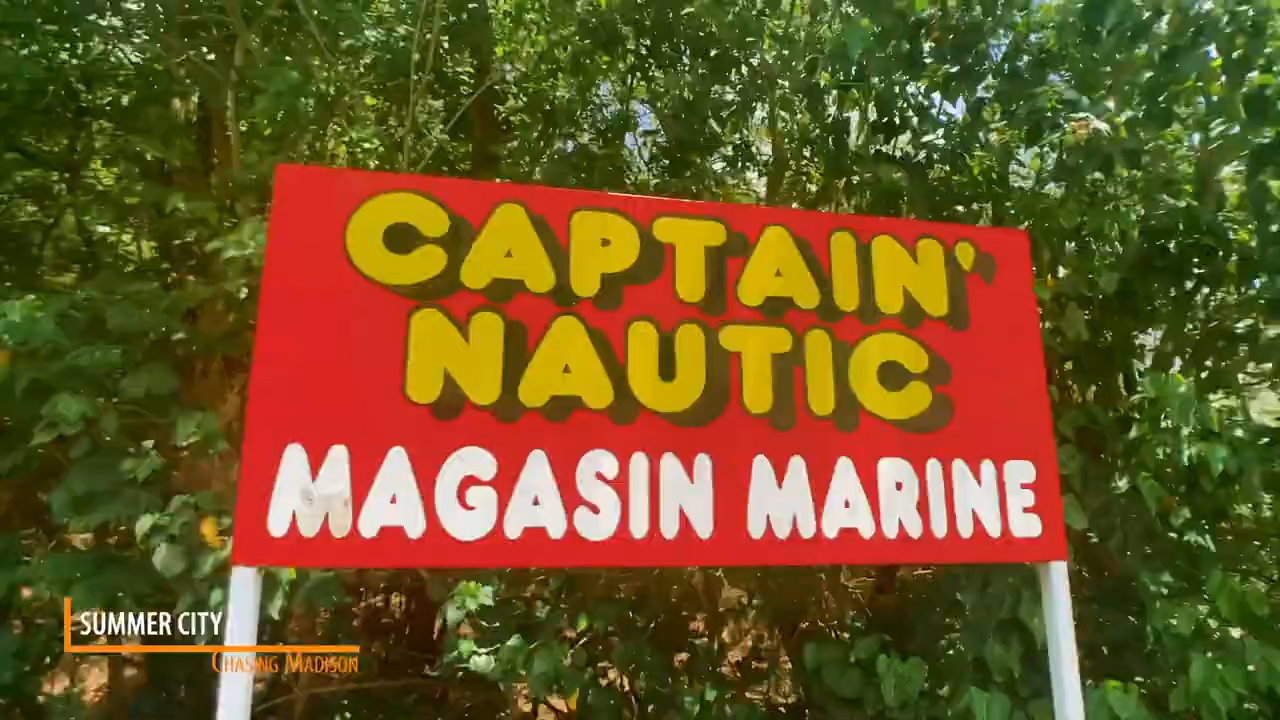 CAPTAIN'
NAUTIC
MAGASIN MARINE
SUMMER CITY
CHASING MADISON